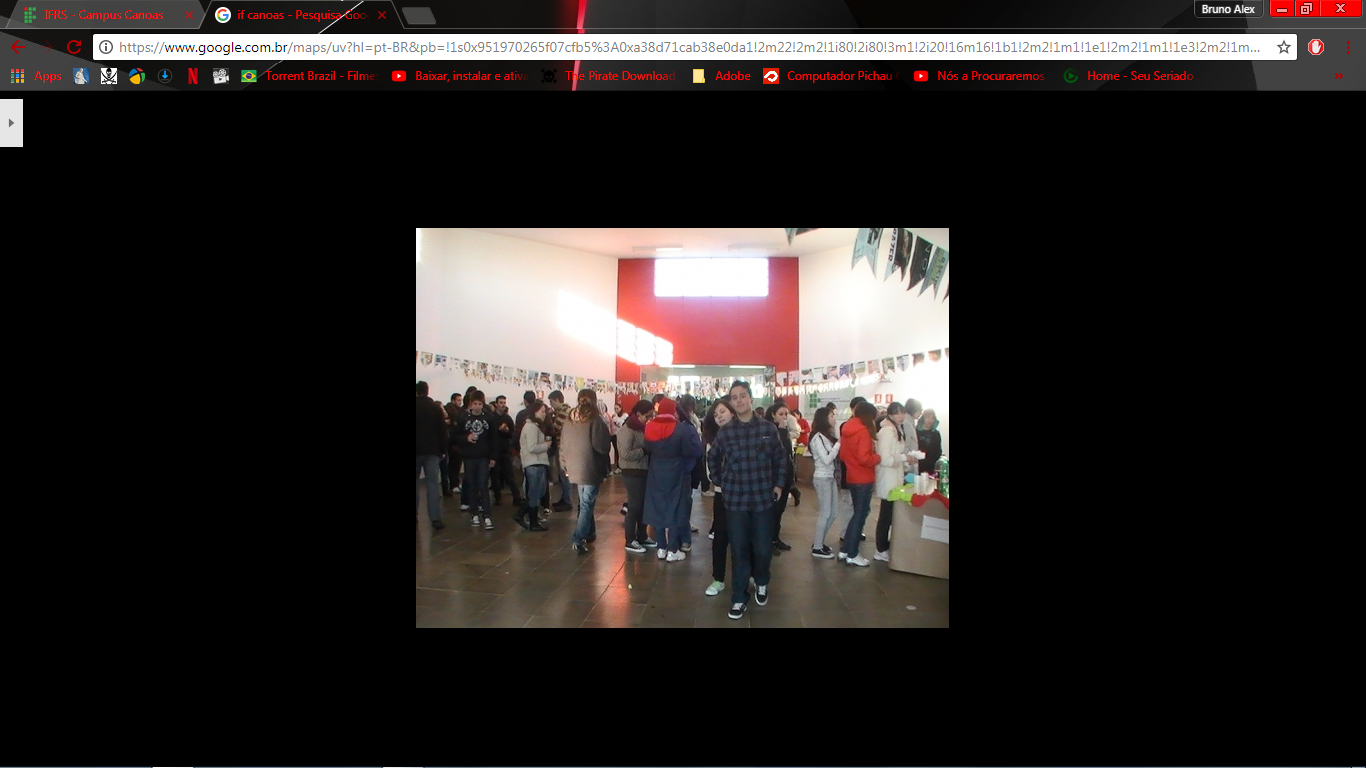 IFRS - Campus Canoas
if canoas - Pesquisa Goo
Bruno Alex
https://www.google.com.br/maps/uv?hl=pt-BR&pb=!1s0x951970265f07cfb5%3A0xa38d71cab38e0da1!2m22!2m2!1i80!2i80!3m1!2i20!16m16!1b1!2m2!1m1!1e1!2m2!1m1!1e3!2m2!1m...
Apps
Torrent Brazil - Filme
Baixar, instalar e ativa
The Pirate Download
Adobe
Computador Pichau
Nós a Procuraremos
Home - Seu Seriado